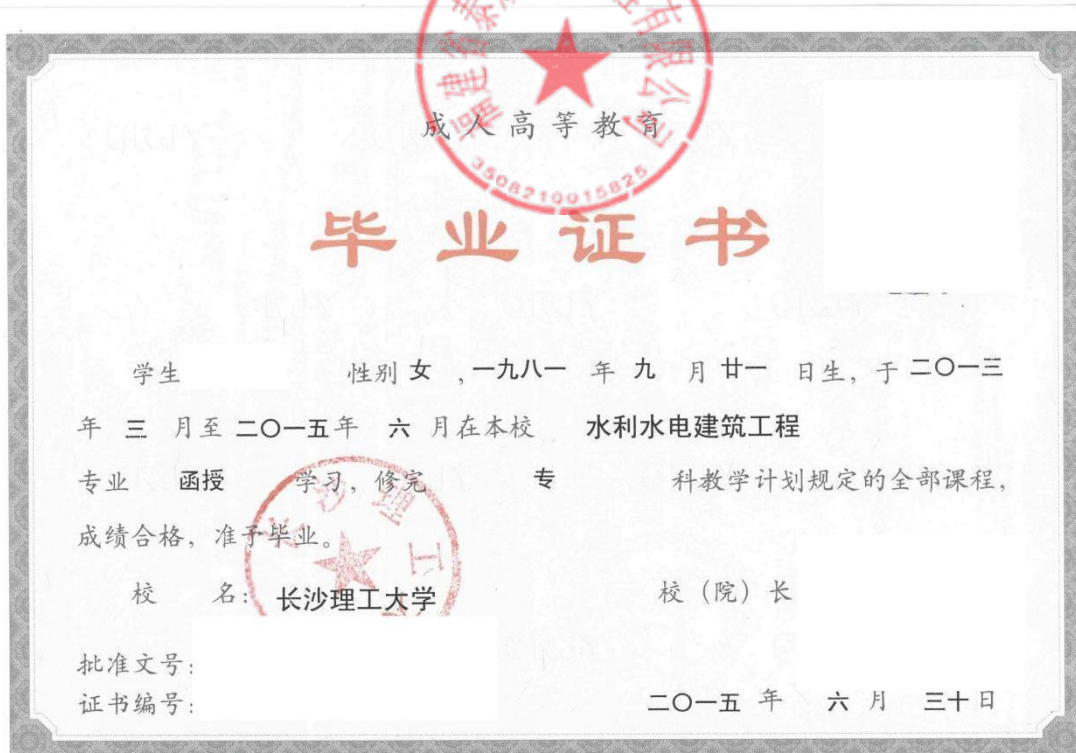 成人高等教育
3508210015825
毕业证书
学生 性别 女 , 一九八一 年 九 月 廿一 日生, 于 二〇一三
年 三 月至 二〇一五 年 六 月在本校 水利水电建筑工程
专业 函授 学习, 修完 专 科教学计划规定的全部课程,
成绩合格, 准予毕业。
校 名: 长沙理工大学 校（院）长
批准文号:
证书编号:
二〇一五 年 六 月 三十 日
长沙理工